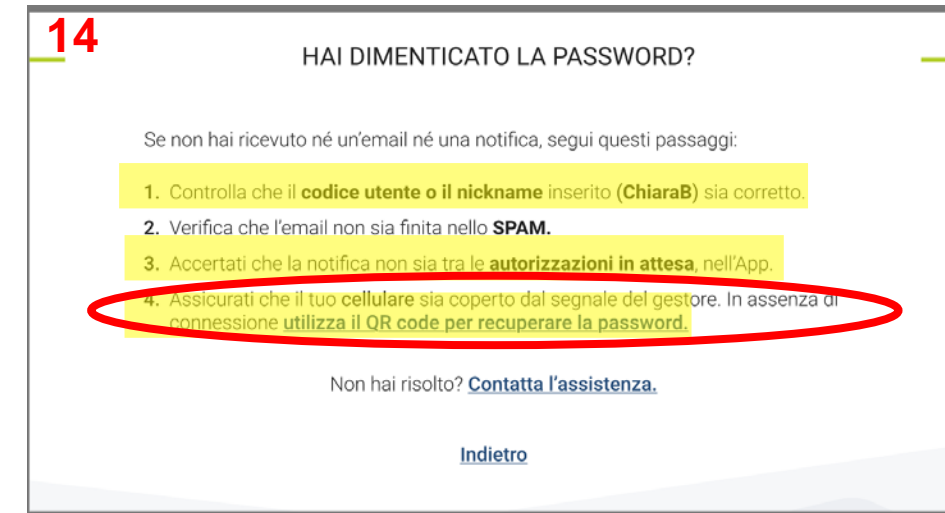 14
HAI DIMENTICATO LA PASSWORD?
Se non hai ricevuto né un'email né una notifica, segui questi passaggi:
1. Controlla che il codice utente o il nickname inserito (ChiaraB) sia corretto.
2. Verifica che l'email non sia finita nello SPAM.
3. Accertati che la notifica non sia tra le autorizzazioni in attesa, nell'App.
4. Assicurati che il tuo cellulare sia coperto dal segnale del gestore. In assenza di
connessione utilizza il QR code per recuperare la password.
Non hai risolto? Contatta l'assistenza.
Indietro